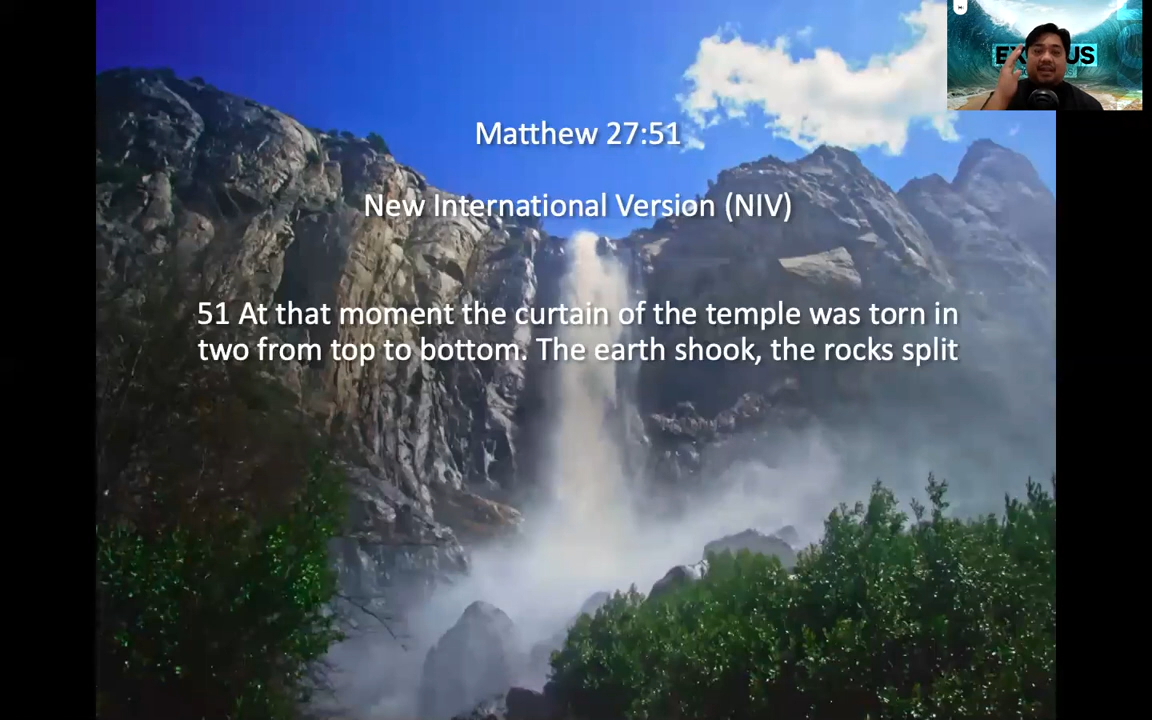 Matthew 27:51
New International Version (NIV)
51 At that moment the curtain of the temple was torn in
two from top to bottom. The earth shook, the rocks split